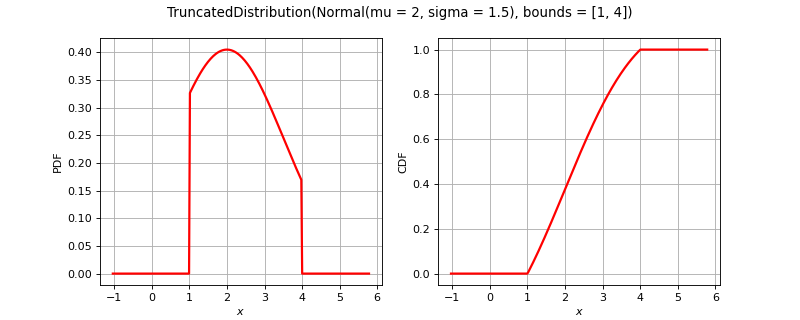 TruncatedDistribution(Normal(mu = 2, sigma = 1.5), bounds = [1, 4])
PDF
0.40
0.35
0.30
0.25
0.20
0.15
0.10
0.05
0.00
−1 0 1 2 3 4 5 6
x
CDF
1.0
0.8
0.6
0.4
0.2
0.0
−1 0 1 2 3 4 5 6
x